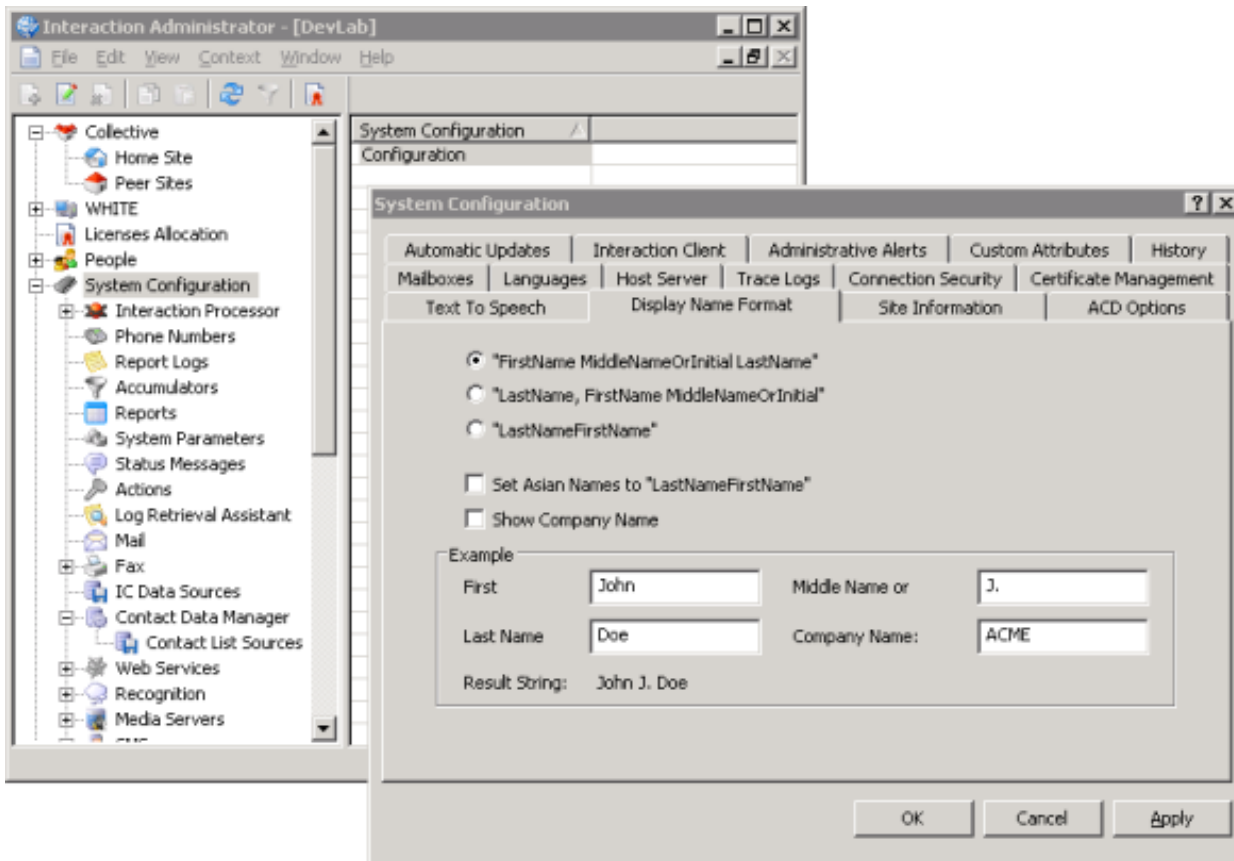 Interaction Administrator - [DevLab]
File Edit View Context Window Help
Collective
Home Site
Peer Sites
WHITE
Licenses Allocation
People
System Configuration
Interaction Processor
Phone Numbers
Report Logs
Accumulators
Reports
System Parameters
Status Messages
Actions
Log Retrieval Assistant
Mail
Fax
IC Data Sources
Contact Data Manager
Contact List Sources
Web Services
Recognition
Media Servers
System Configuration
Configuration
System Configuration
Automatic Updates Interaction Client Administrative Alerts Custom Attributes History
Mailboxes Languages Host Server Trace Logs Connection Security Certificate Management
Text To Speech Display Name Format Site Information ACD Options
"FirstName MiddleNameOrInitial LastName"
"LastName, FirstName MiddleNameOrInitial"
"LastNameFirstName"
Set Asian Names to "LastNameFirstName"
Show Company Name
Example
First John Middle Name or J.
Last Name Doe Company Name: ACME
Result String: John J. Doe
OK Cancel Apply